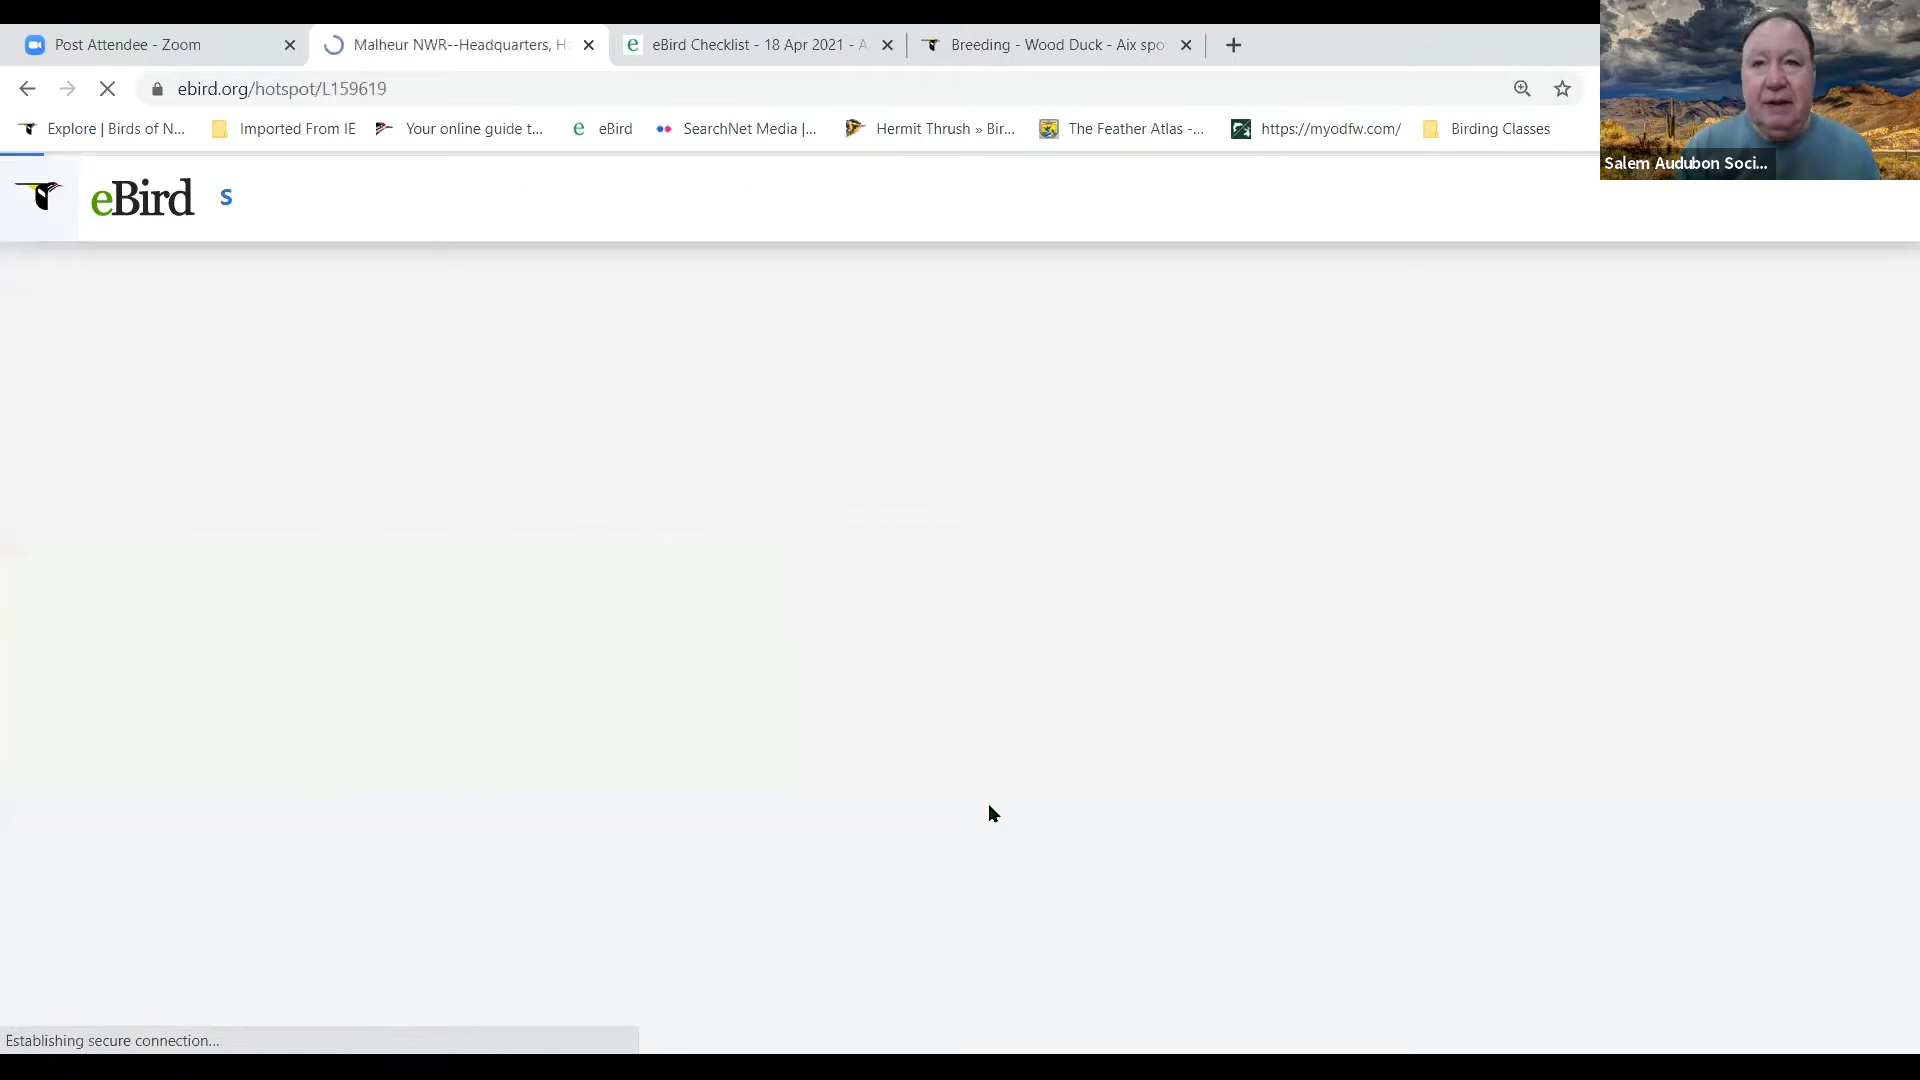 Post Attendee - Zoom
Malheur NWR--Headquarters, H
eBird Checklist - 18 Apr 2021 - A
Breeding - Wood Duck - Aix spo
ebird.org/hotspot/L159619
Explore | Birds of N...
Imported From IE
Your online guide t...
eBird
SearchNet Media |...
Hermit Thrush » Bir...
The Feather Atlas -...
https://myodfw.com/
Birding Classes
Salem Audubon Soci...
eBird
S
Establishing secure connection...